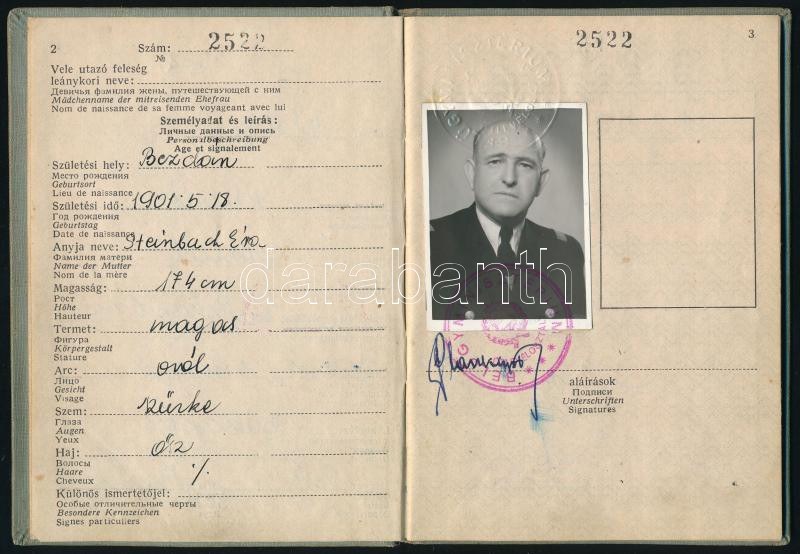 2 Szám: 2522
№
Vele utazó feleség
leánykori neve:
Девичья фамилия жены, путешествующей с ним
Mädchenname der mitreisenden Ehefrau
Nom de naissance de sa femme voyageant avec lui
Személyadat és leírás:
Личные данные и опись
Personalbeschreibung
Age et signalement
Születési hely: Bezdán
Место рождения
Geburtsort
Lieu de naissance
Születési idő: 1901.5.18.
Год рождения
Geburtstag
Date de naissance
Anyja neve: Steinbach Éva
Фамилия матери
Name der Mutter
Nom de la mère
Magasság: 174 cm
Рост
Höhe
Hauteur
Termet: magas
Фигура
Körpergestalt
Stature
Arc: ovál
Лицо
Gesicht
Visage
Szem: szürke
Глаза
Augen
Yeux
Haj: ősz
Волосы
Haare
Cheveux
Különös ismertetőjel: %
Особые отличительные черты
Besondere Kennzeichen
Signes particuliers
2522 3
darabanth
aláírások
Подписи
Unterschriften
Signatures